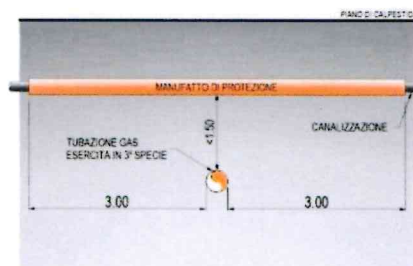 PIANO DI CALPESTIO
MANUFATTO DI PROTEZIONE
CANALIZZAZIONE
<1.50
TUBAZIONE GAS
ESERCITA IN 3ª SPECIE
3.00
3.00